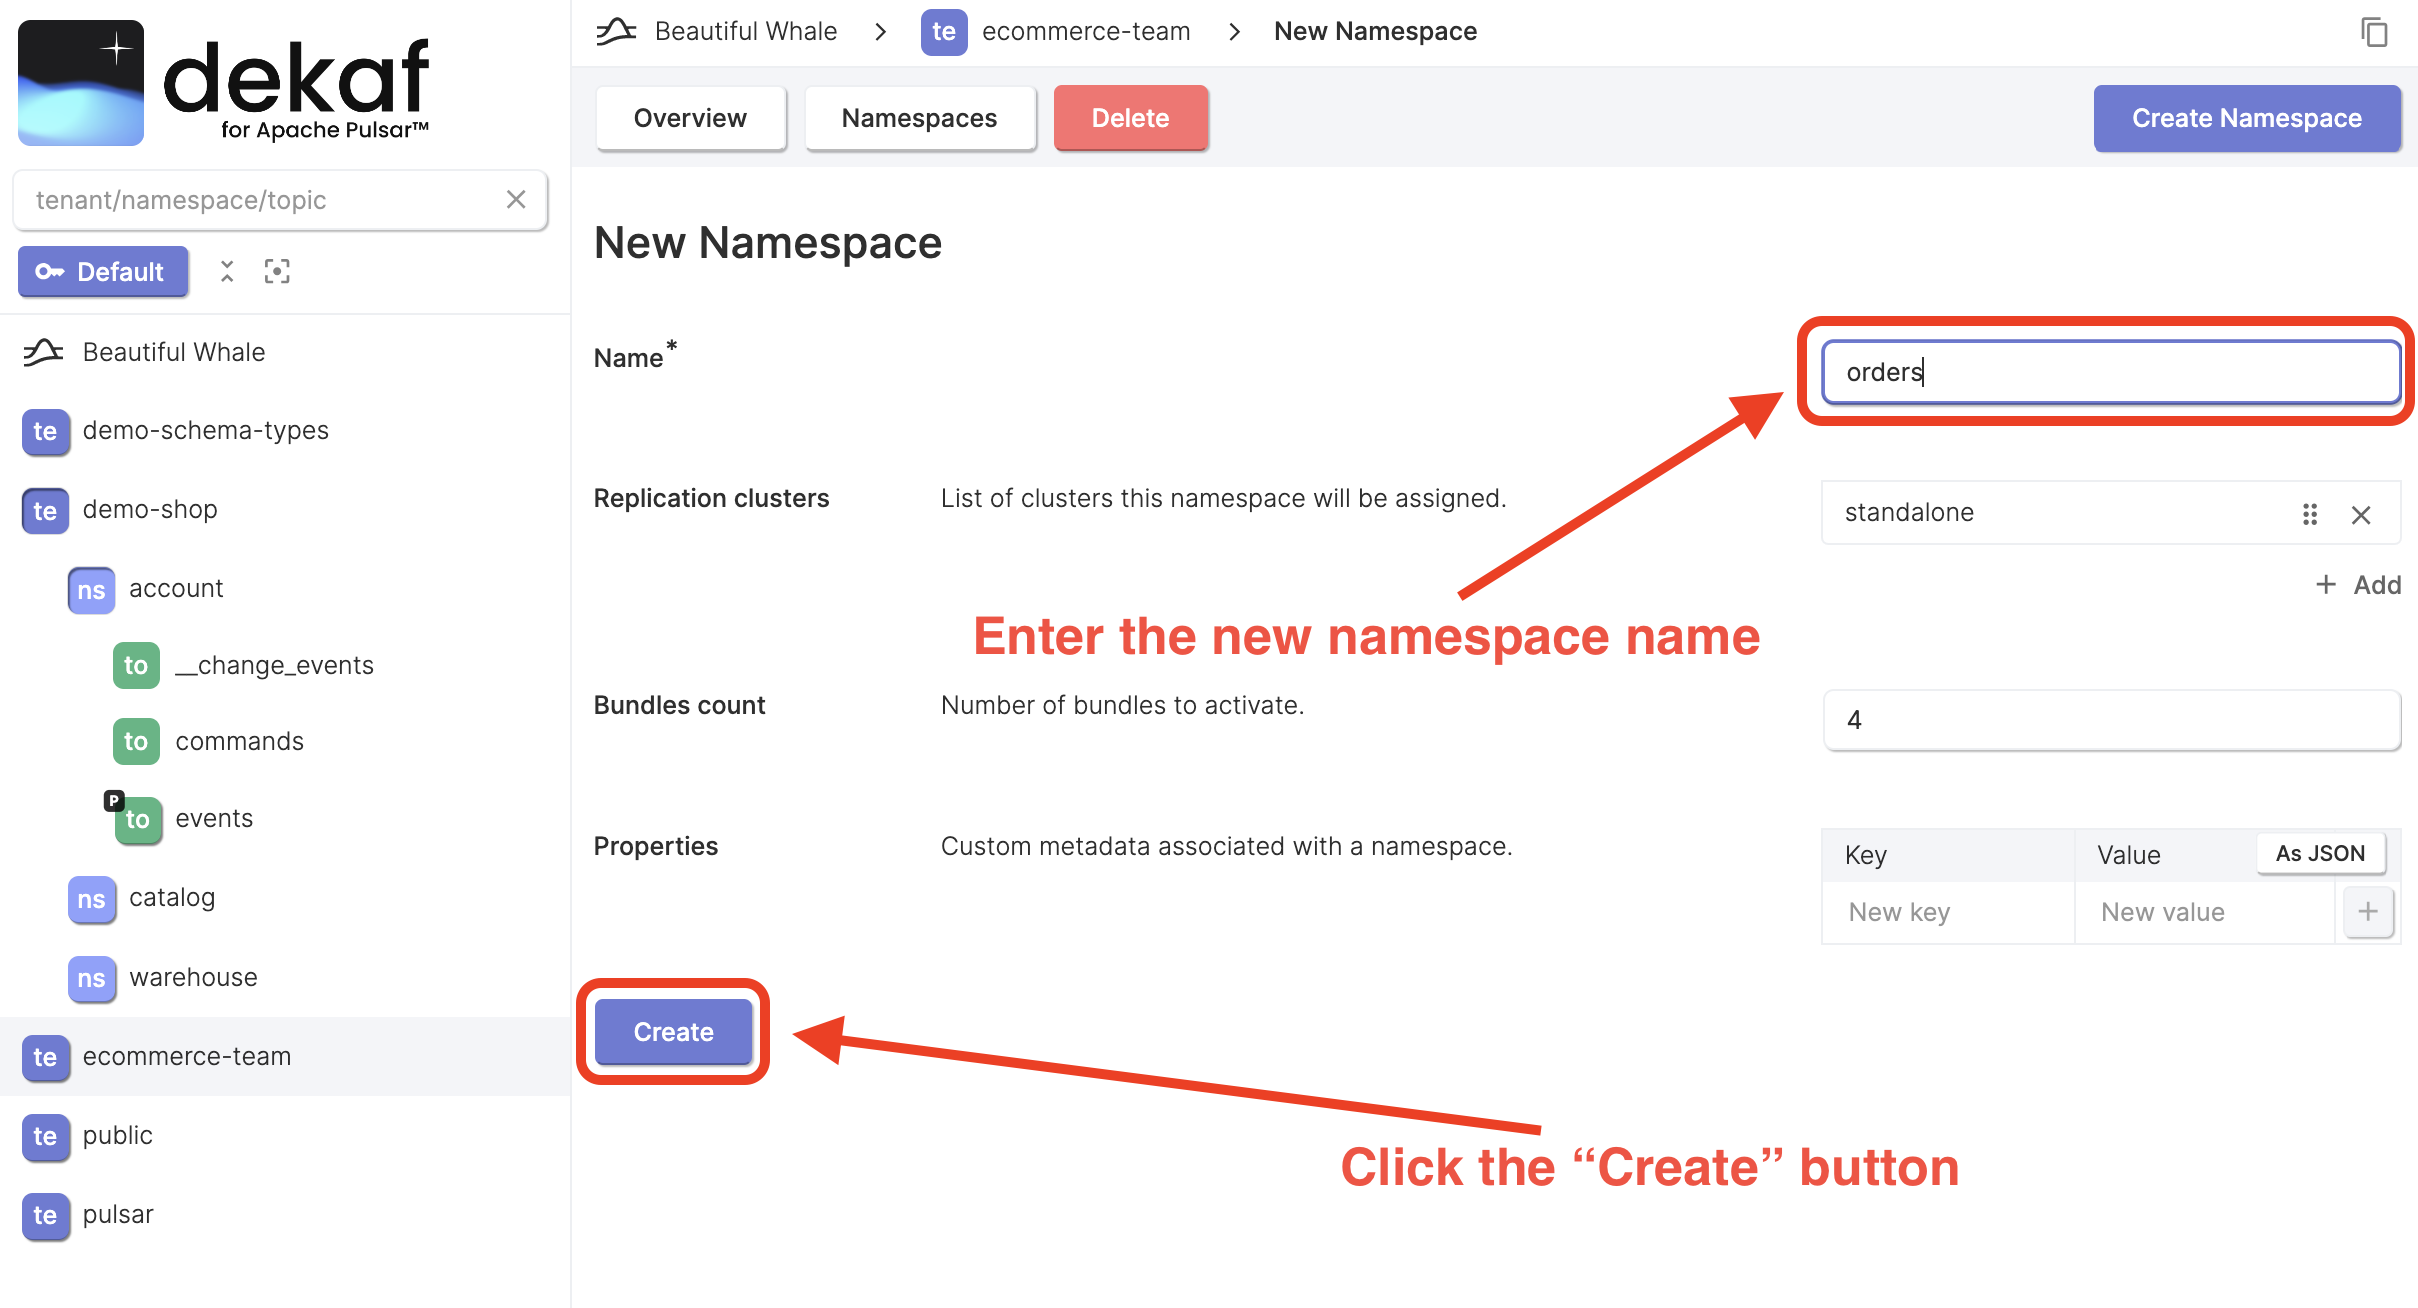 dekaf
for Apache Pulsar™
tenant/namespace/topic
Default
Beautiful Whale
te demo-schema-types
te demo-shop
ns account
to __change_events
to commands
P
to events
ns catalog
ns warehouse
te ecommerce-team
te public
te pulsar
Beautiful Whale > te ecommerce-team > New Namespace
Overview Namespaces Delete Create Namespace
New Namespace
Name*
orders
Replication clusters List of clusters this namespace will be assigned. standalone
+ Add
Enter the new namespace name
Bundles count Number of bundles to activate. 4
Properties Custom metadata associated with a namespace.
Key Value As JSON
New key New value +
Create
Click the “Create” button